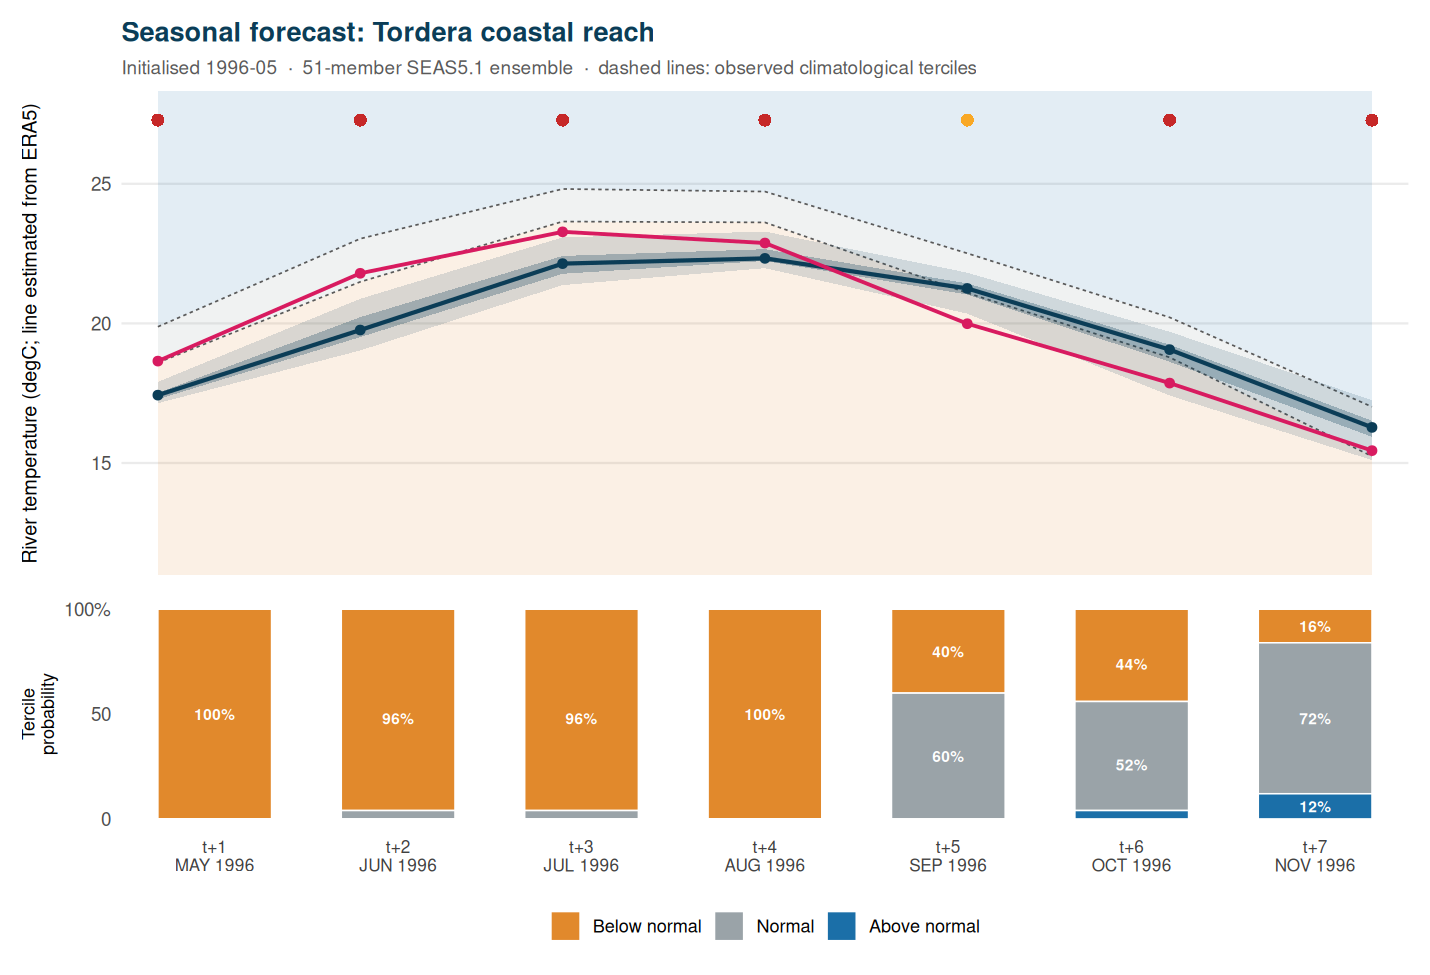 Seasonal forecast: Tordera coastal reach
Initialised 1996-05 · 51-member SEAS5.1 ensemble · dashed lines: observed climatological terciles
River temperature (degC; line estimated from ERA5)
25
20
15
Tercile
probability
100%
50
0
100%
96%
96%
100%
40%
60%
44%
52%
16%
72%
12%
t+1
MAY 1996
t+2
JUN 1996
t+3
JUL 1996
t+4
AUG 1996
t+5
SEP 1996
t+6
OCT 1996
t+7
NOV 1996
Below normal
Normal
Above normal